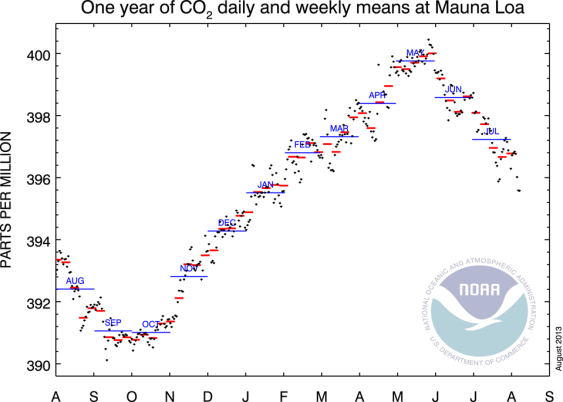 One year of CO2 daily and weekly means at Mauna Loa
PARTS PER MILLION
400
398
396
394
392
390
AUG
SEP
OCT
NOV
DEC
JAN
FEB
MAR
APR
MAY
JUN
JUL
A S O N D J F M A M J J A S
NATIONAL OCEANIC AND ATMOSPHERIC ADMINISTRATION
NOAA
U.S. DEPARTMENT OF COMMERCE
August 2013